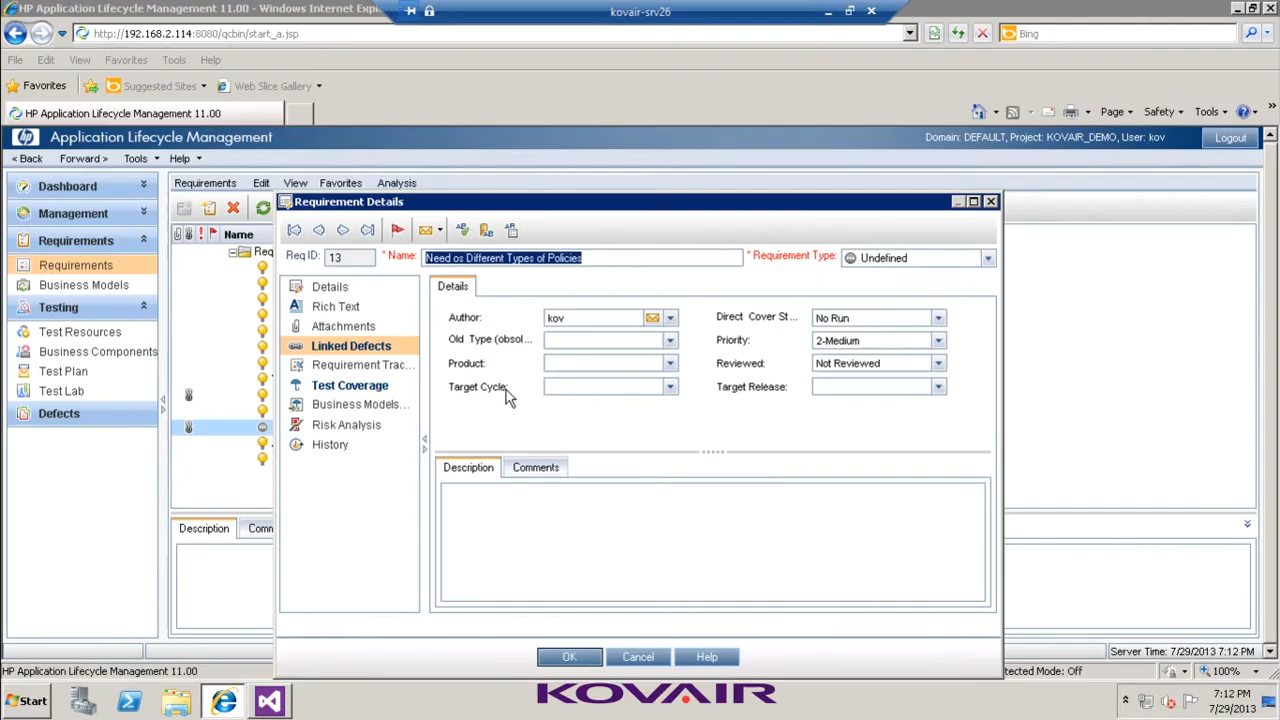 HP Application Lifecycle Management 11.00 - Windows Internet Expl
kovair-srv26
http://192.168.2.114:8080/qcbin/start_a.jsp
Bing
File Edit View Favorites Tools Help
Favorites Suggested Sites Web Slice Gallery
HP Application Lifecycle Management 11.00
Page Safety Tools
hp Application Lifecycle Management
Domain: DEFAULT, Project: KOVAIR_DEMO, User: kov
Logout
< Back Forward > Tools Help
Dashboard
Management
Requirements
Requirements
Business Models
Testing
Test Resources
Business Components
Test Plan
Test Lab
Defects
Requirements Edit View Favorites Analysis
Name
Req
Description Comm
Requirement Details
Req ID: 13 * Name: Need os Different Types of Policies * Requirement Type: Undefined
Details
Rich Text
Attachments
Linked Defects
Requirement Trac...
Test Coverage
Business Models...
Risk Analysis
History
Details
Author: kov Direct Cover St... No Run
Old Type (obsol... Priority: 2-Medium
Product: Reviewed: Not Reviewed
Target Cycle: Target Release:
Description Comments
OK Cancel Help
Server Time: 7/29/2013 7:12 PM
HP Application Lifecycle Management 11.00
tected Mode: Off
100%
Start
KOVAIR
7:12 PM
7/29/2013